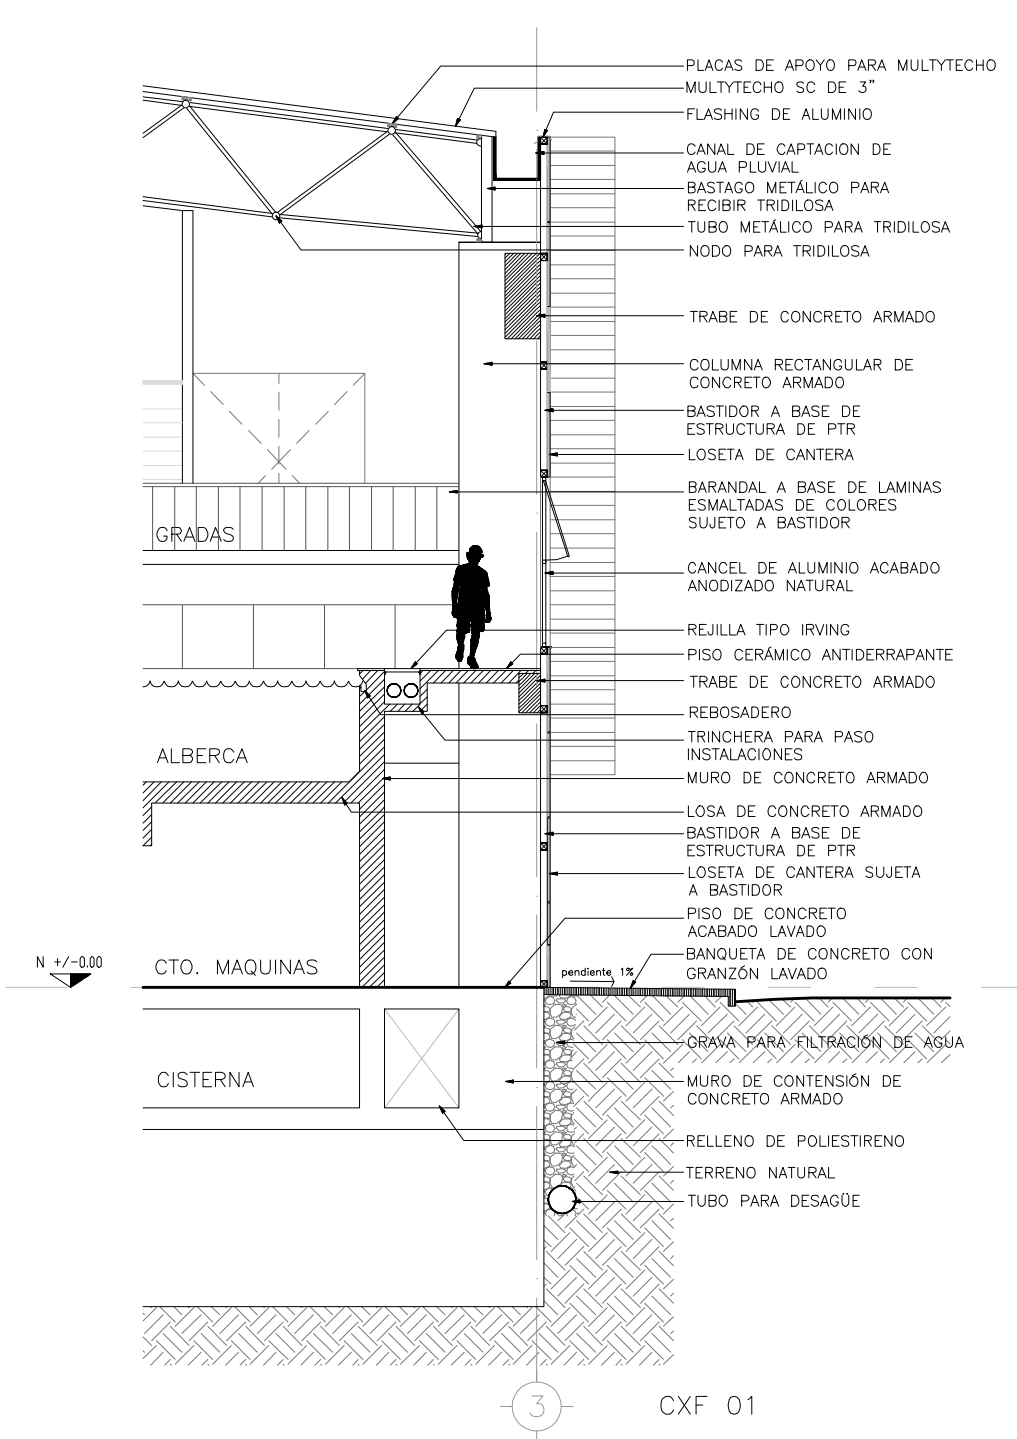 PLACAS DE APOYO PARA MULTYTECHO
MULTYTECHO SC DE 3”
FLASHING DE ALUMINIO
CANAL DE CAPTACION DE
AGUA PLUVIAL
BASTAGO METÁLICO PARA
RECIBIR TRIDILOSA
TUBO METÁLICO PARA TRIDILOSA
NODO PARA TRIDILOSA
TRABE DE CONCRETO ARMADO
COLUMNA RECTANGULAR DE
CONCRETO ARMADO
BASTIDOR A BASE DE
ESTRUCTURA DE PTR
LOSETA DE CANTERA
BARANDAL A BASE DE LAMINAS
ESMALTADAS DE COLORES
SUJETO A BASTIDOR
GRADAS
CANCEL DE ALUMINIO ACABADO
ANODIZADO NATURAL
REJILLA TIPO IRVING
PISO CERÁMICO ANTIDERRAPANTE
TRABE DE CONCRETO ARMADO
REBOSADERO
TRINCHERA PARA PASO
INSTALACIONES
ALBERCA
MURO DE CONCRETO ARMADO
LOSA DE CONCRETO ARMADO
BASTIDOR A BASE DE
ESTRUCTURA DE PTR
LOSETA DE CANTERA SUJETA
A BASTIDOR
PISO DE CONCRETO
ACABADO LAVADO
BANQUETA DE CONCRETO CON
GRANZÓN LAVADO
N +/-0.00
CTO. MAQUINAS
pendiente 1%
GRAVA PARA FILTRACIÓN DE AGUA
CISTERNA
MURO DE CONTENSIÓN DE
CONCRETO ARMADO
RELLENO DE POLIESTIRENO
TERRENO NATURAL
TUBO PARA DESAGÜE
3
CXF 01